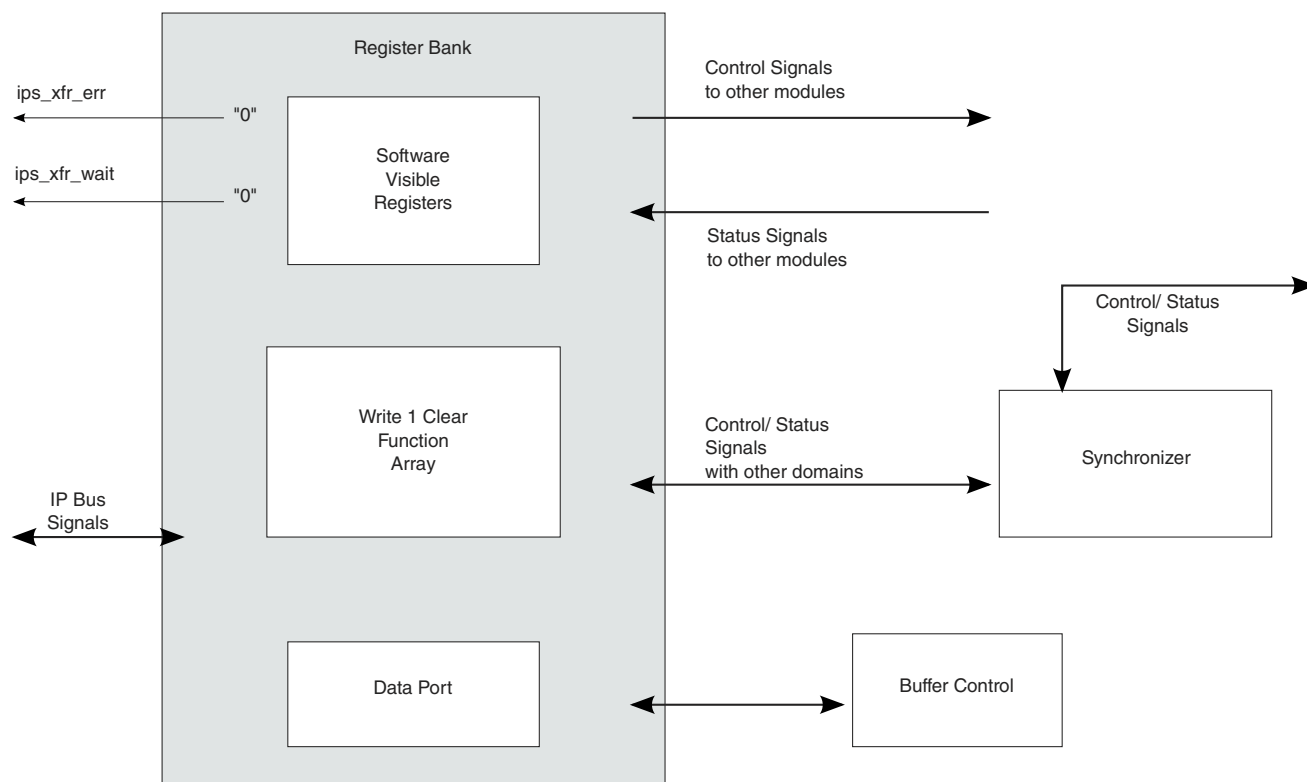 Register Bank
ips_xfr_err
"0"
ips_xfr_wait
"0"
Software
Visible
Registers
Control Signals
to other modules
Status Signals
to other modules
Control/ Status
Signals
Write 1 Clear
Function
Array
Control/ Status
Signals
with other domains
Synchronizer
IP Bus
Signals
Data Port
Buffer Control